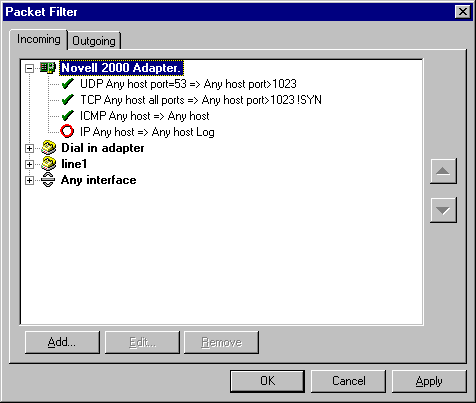 Packet Filter
Incoming
Outgoing
Novell 2000 Adapter.
UDP Any host port=53 => Any host port>1023
TCP Any host all ports => Any host port>1023 !SYN
ICMP Any host => Any host
IP Any host => Any host Log
Dial in adapter
line1
Any interface
Add...
Edit...
Remove
OK
Cancel
Apply